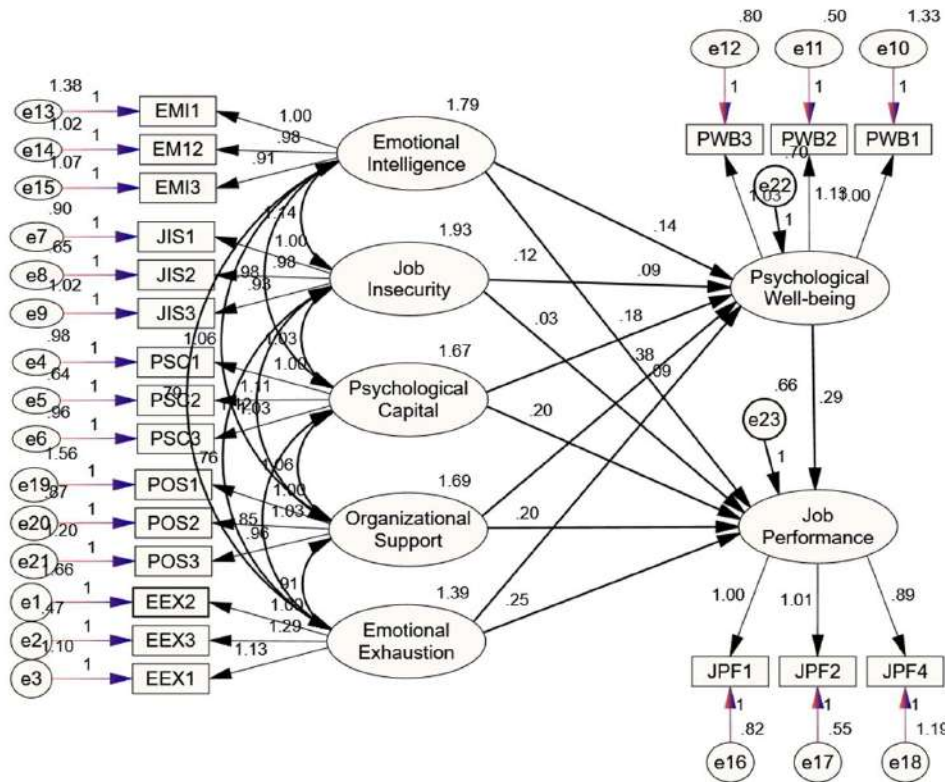 .80 .50 1.33
e12 e11 e10
1 1 1
PWB3 PWB2 PWB1
.70
e22
1.03 1.13 1.00
1
1.38
e13 1 EMI1 1.00
1.02
e14 1 EM12 .98
1.07
e15 1 EMI3 .91
1.79
Emotional
Intelligence
.14
.12
.90
e7 1 JIS1 1.00
.65
e8 1 JIS2 .98
1.02
e9 1 JIS3 .93
1.14
1.93
Job
Insecurity
.09
.03
Psychological
Well-being
.98
e4 1 PSC1 1.00
.64
e5 1 PSC2 1.11
.96
e6 1 PSC3 1.03
1.06
1.03
.79
1.67
Psychological
Capital
.18
.38
.09
.20
.66
e23
1
.29
1.56
e19 1 POS1 1.00
.87
e20 1 POS2 1.03
1.20
e21 1 POS3 .96
.76
1.06
.85
1.69
Organizational
Support
.20
Job
Performance
1.66
e1 1 EEX2 1.00
.47
e2 1 EEX3 1.29
1.10
e3 1 EEX1 1.13
.91
1.39
Emotional
Exhaustion
.25
1.00 1.01 .89
JPF1 JPF2 JPF4
1 1 1
.82 .55 1.19
e16 e17 e18